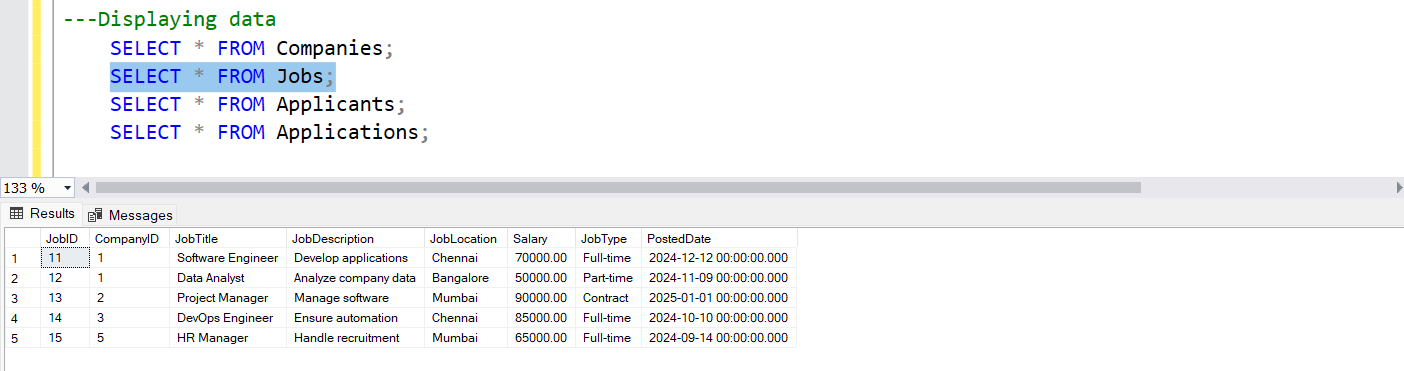 ---Displaying data
SELECT * FROM Companies;
SELECT * FROM Jobs;
SELECT * FROM Applicants;
SELECT * FROM Applications;
133 %
Results Messages
JobID CompanyID JobTitle JobDescription JobLocation Salary JobType PostedDate
1 11 1 Software Engineer Develop applications Chennai 70000.00 Full-time 2024-12-12 00:00:00.000
2 12 1 Data Analyst Analyze company data Bangalore 50000.00 Part-time 2024-11-09 00:00:00.000
3 13 2 Project Manager Manage software Mumbai 90000.00 Contract 2025-01-01 00:00:00.000
4 14 3 DevOps Engineer Ensure automation Chennai 85000.00 Full-time 2024-10-10 00:00:00.000
5 15 5 HR Manager Handle recruitment Mumbai 65000.00 Full-time 2024-09-14 00:00:00.000